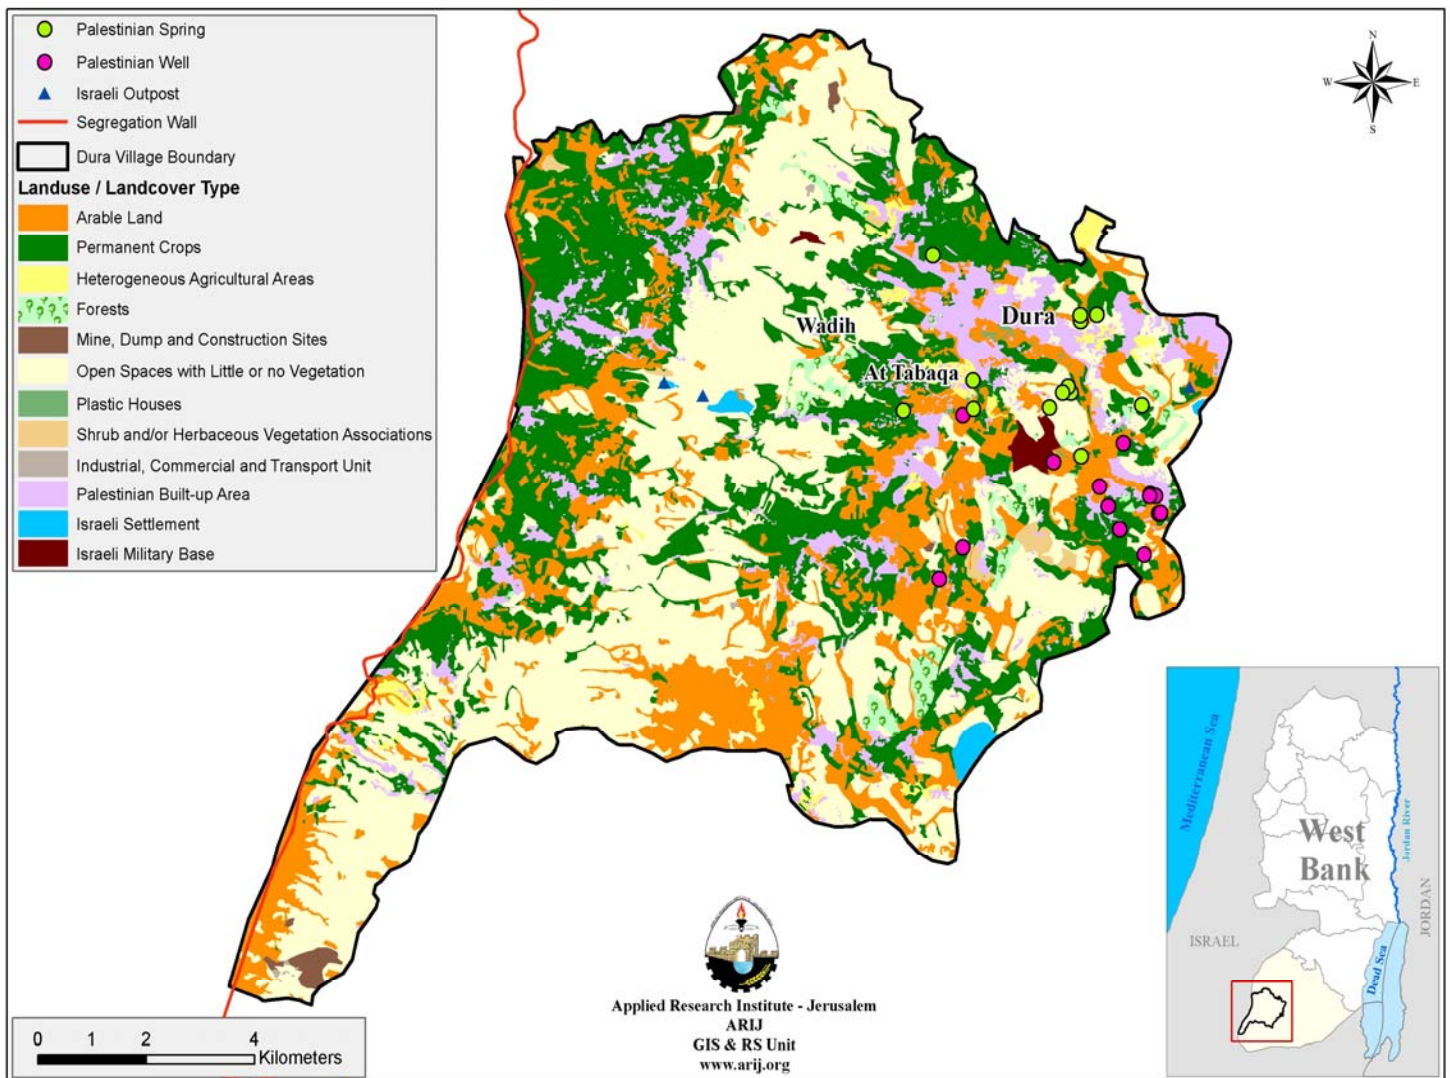 Palestinian Spring
Palestinian Well
Israeli Outpost
Segregation Wall
Dura Village Boundary
Landuse / Landcover Type
Arable Land
Permanent Crops
Heterogeneous Agricultural Areas
Forests
Mine, Dump and Construction Sites
Open Spaces with Little or no Vegetation
Plastic Houses
Shrub and/or Herbaceous Vegetation Associations
Industrial, Commercial and Transport Unit
Palestinian Built-up Area
Israeli Settlement
Israeli Military Base
N
W
E
S
Wadih
Dura
At Tabaqa
Mediterranean Sea
West
Bank
Jordan River
JORDAN
ISRAEL
Dead Sea
Applied Research Institute - Jerusalem
ARIJ
GIS & RS Unit
www.arij.org
0 1 2 4
Kilometers